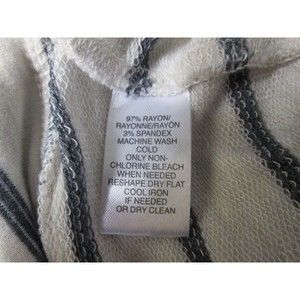 97% RAYON/
RAYONNE/RAYÓN
3% SPANDEX
MACHINE WASH
COLD
ONLY NON-
CHLORINE BLEACH
WHEN NEEDED
RESHAPE DRY FLAT
COOL IRON
IF NEEDED
OR DRY CLEAN